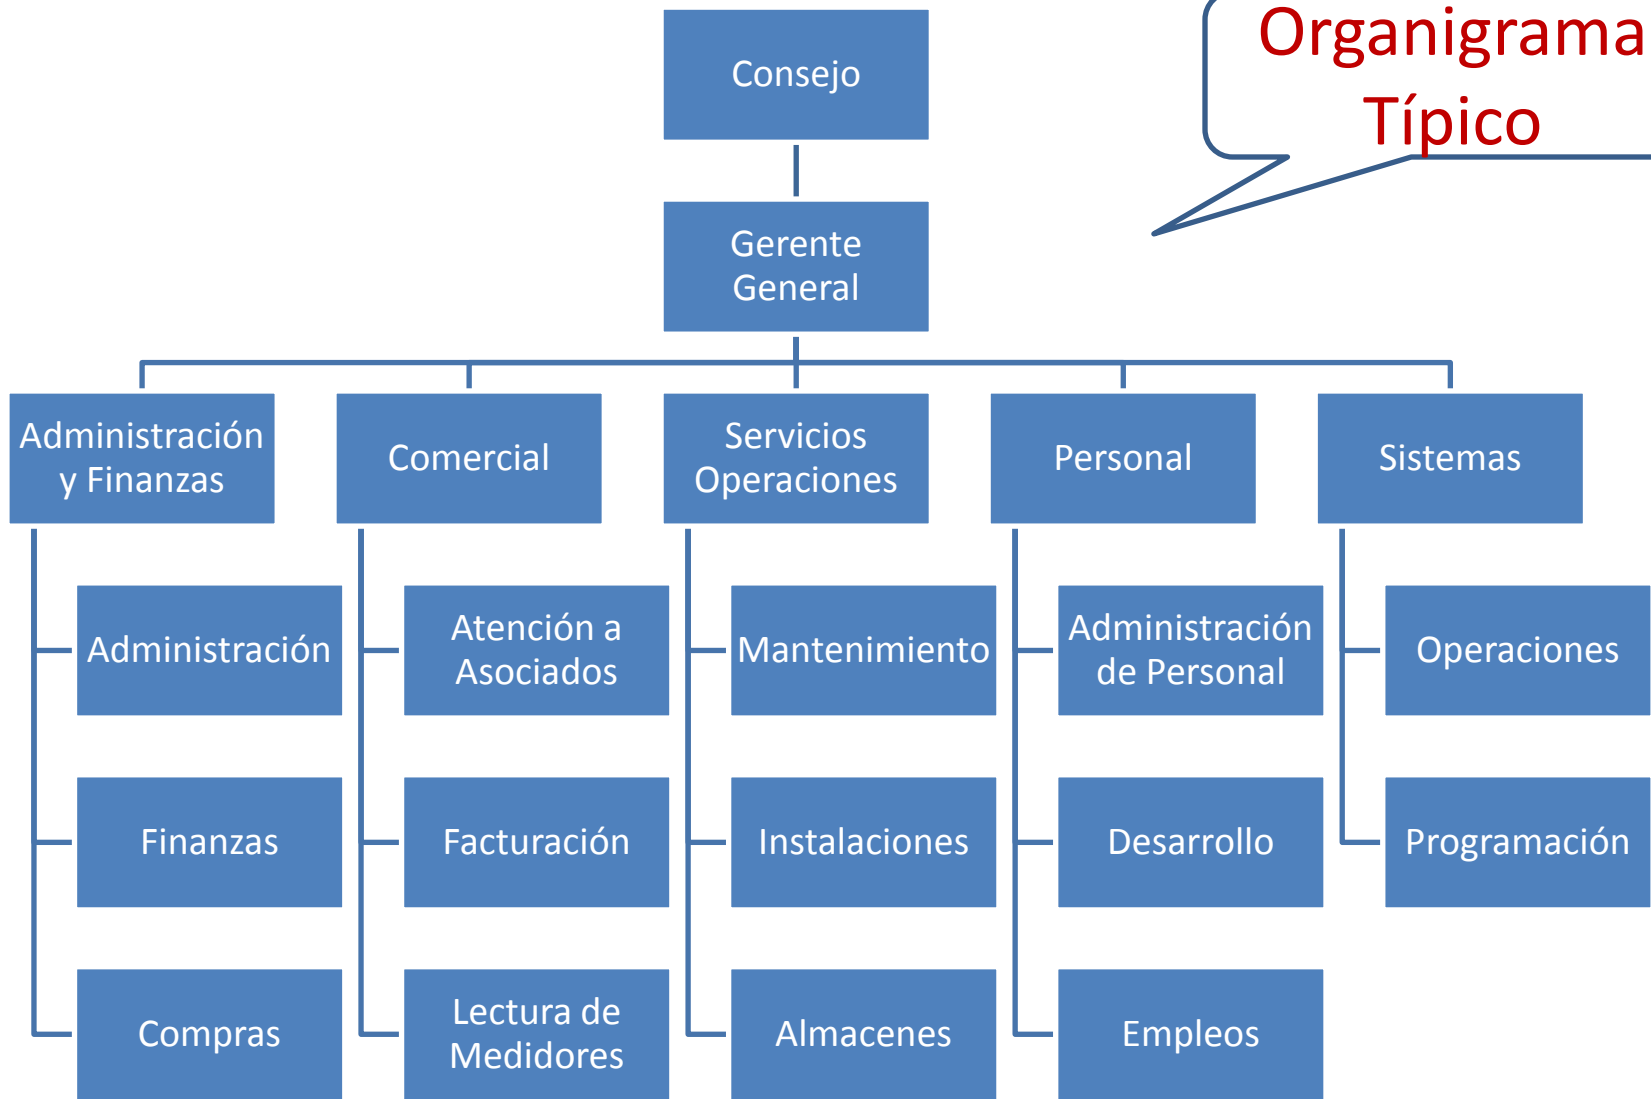 Organigrama
Típico
Consejo
Gerente
General
Administración
y Finanzas
Comercial
Servicios
Operaciones
Personal
Sistemas
Administración
Atención a
Asociados
Mantenimiento
Administración
de Personal
Operaciones
Finanzas
Facturación
Instalaciones
Desarrollo
Programación
Compras
Lectura de
Medidores
Almacenes
Empleos